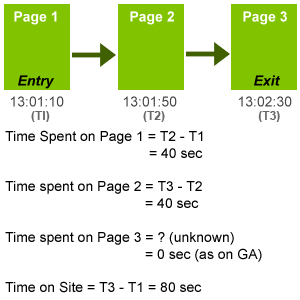 Page 1 Page 2 Page 3
Entry Exit
13:01:10 13:01:50 13:02:30
(TI) (T2) (T3)
Time Spent on Page 1 = T2 - T1
= 40 sec
Time spent on Page 2 = T3 - T2
= 40 sec
Time spent on Page 3 = ? (unknown)
= 0 sec (as on GA)
Time on Site = T3 - T1 = 80 sec